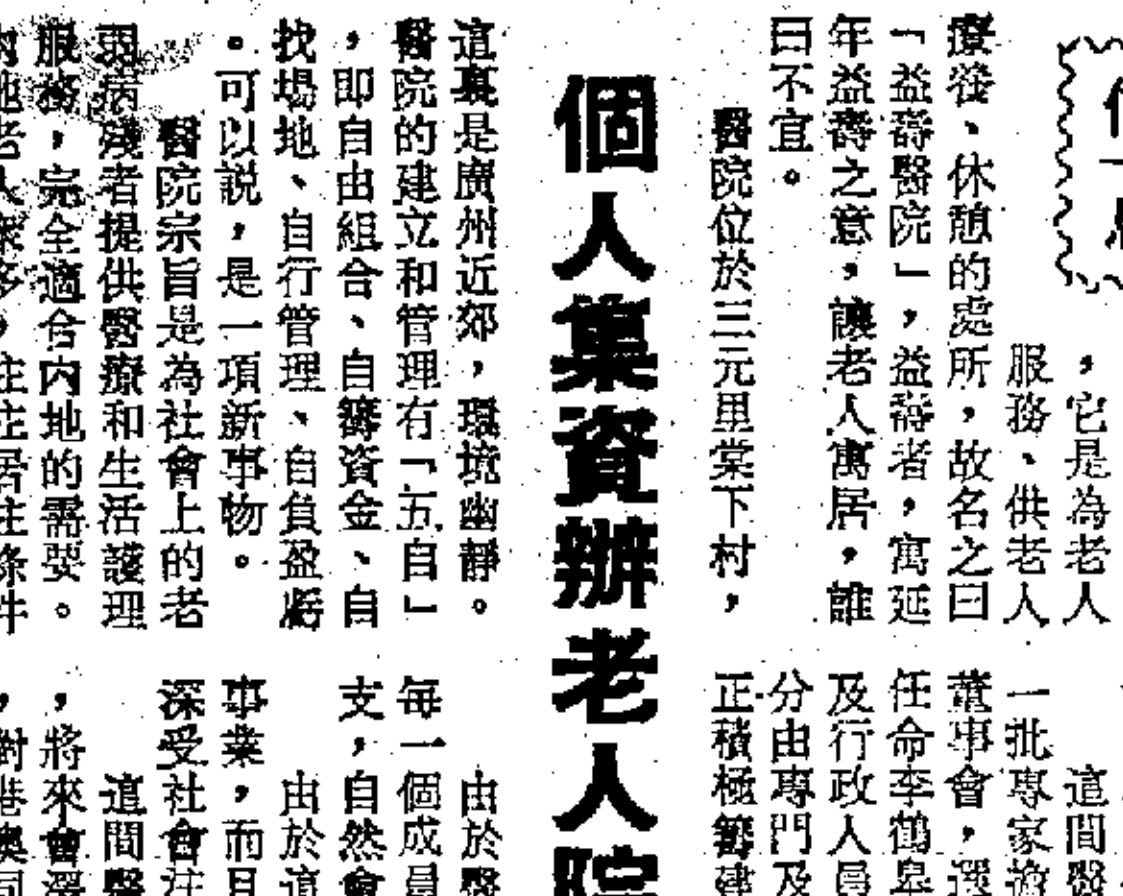 ，它是為老人
服務、供老人
療後、休憩的處所，故名之曰
「益壽醫院」，益壽者，寓延
年益壽之意，讓老人寓居，誰
曰不宜。
醫院位於三元里棠下村，
個人集資辦老人院
這裏是廣州近郊，環境幽靜。
醫院的建立和管理有「五自」
，即自由組合、自籌資金、自
找場地、自行管理、自負盈虧
。可以説，是一項新事物。
醫院宗旨是為社會上的老
弱病殘者提供醫療和生活護理
服務，完全適合内地的需要。
地老人衆多，往往居住條件
這間醫
一批專家
董事會，選
任命李鶴皋
及行政人員
分由專門及
正積極籌建
由於醫
每一個成員
支，自然會
由於這
事業，而且
深受社會注
這間醫
，將來會
，對港澳同